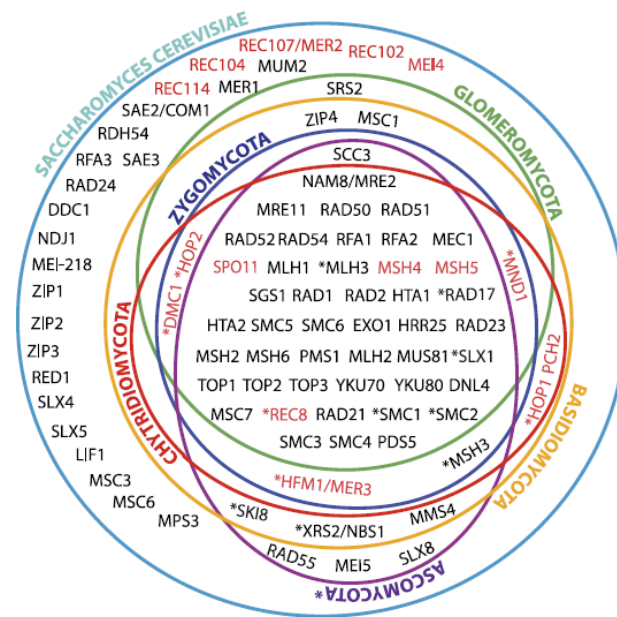 REC107/MER2
REC102
REC104 MUM2 MEI4
REC114 MER1 SRS2
SACCHAROMYCES CEREVISIAE
GLOMEROMYCOTA
SAE2/COM1 ZIP4 MSC1
RDH54
ZYGOMYCOTA
RFA3 SAE3 SCC3
RAD24 NAM8/MRE2
DDC1 MRE11 RAD50 RAD51
NDJ1 RAD52 RAD54 RFA1 RFA2 MEC1
MEI-218 *HOP2 SPO11 MLH1 *MLH3 MSH4 MSH5 *MND1
ZIP1 *DMC1 SGS1 RAD1 RAD2 HTA1 *RAD17
ZIP2 HTA2 SMC5 SMC6 EXO1 HRR25 RAD23
ZIP3 MSH2 MSH6 PMS1 MLH2 MUS81 *SLX1
*HOP1 PCH2
RED1 TOP1 TOP2 TOP3 YKU70 YKU80 DNL4
SLX4 MSC7 *REC8 RAD21 *SMC1 *SMC2
CHYTRIDIOMYCOTA
BASIDIOMYCOTA
SLX5 SMC3 SMC4 PDS5
LIF1 *MSH3
MSC3 *HFM1/MER3
MSC6 *SKI8 MMS4
MPS3 *XRS2/NBS1
RAD55 MEI5 SLX8
ASCOMYCOTA*